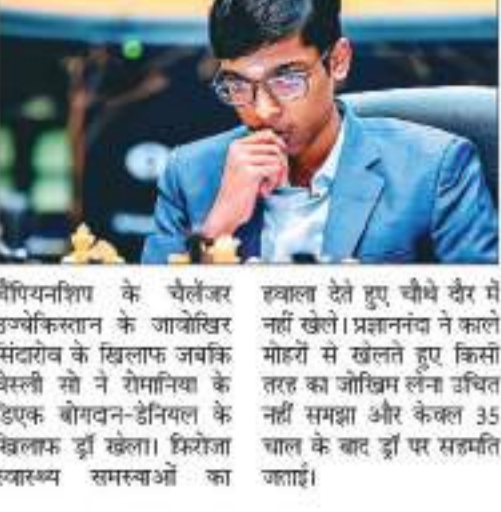 चैंपियनशिप के चैलेंजर
उज्बेकिस्तान के जावोखिर
सिंदारोव के खिलाफ जबकि
वेस्ली सो ने रोमानिया के
डिएक बोगदान-डेनियल के
खिलाफ ड्रॉ खेला। फिरोजा
स्वास्थ्य समस्याओं का
हवाला देते हुए चौथे दौर में
नहीं खेले। प्रज्ञाननंदा ने काले
मोहरों से खेलते हुए किसी
तरह का जोखिम लेना उचित
नहीं समझा और केवल 35
चाल के बाद ड्रॉ पर सहमति
जताई।